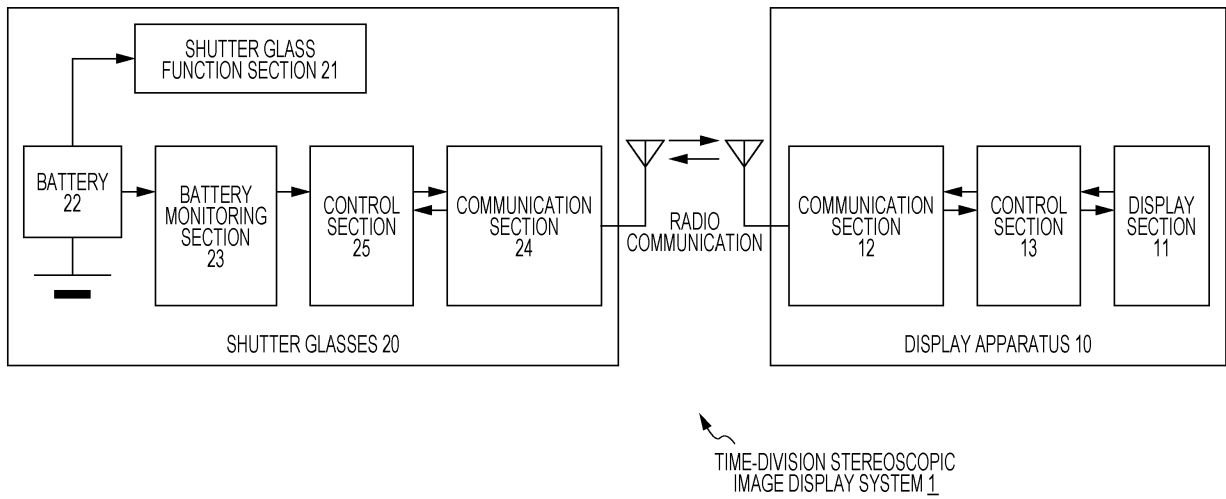 SHUTTER GLASS
FUNCTION SECTION 21
BATTERY
22
BATTERY
MONITORING
SECTION
23
CONTROL
SECTION
25
COMMUNICATION
SECTION
24
RADIO
COMMUNICATION
COMMUNICATION
SECTION
12
CONTROL
SECTION
13
DISPLAY
SECTION
11
SHUTTER GLASSES 20
DISPLAY APPARATUS 10
TIME-DIVISION STEREOSCOPIC
IMAGE DISPLAY SYSTEM 1